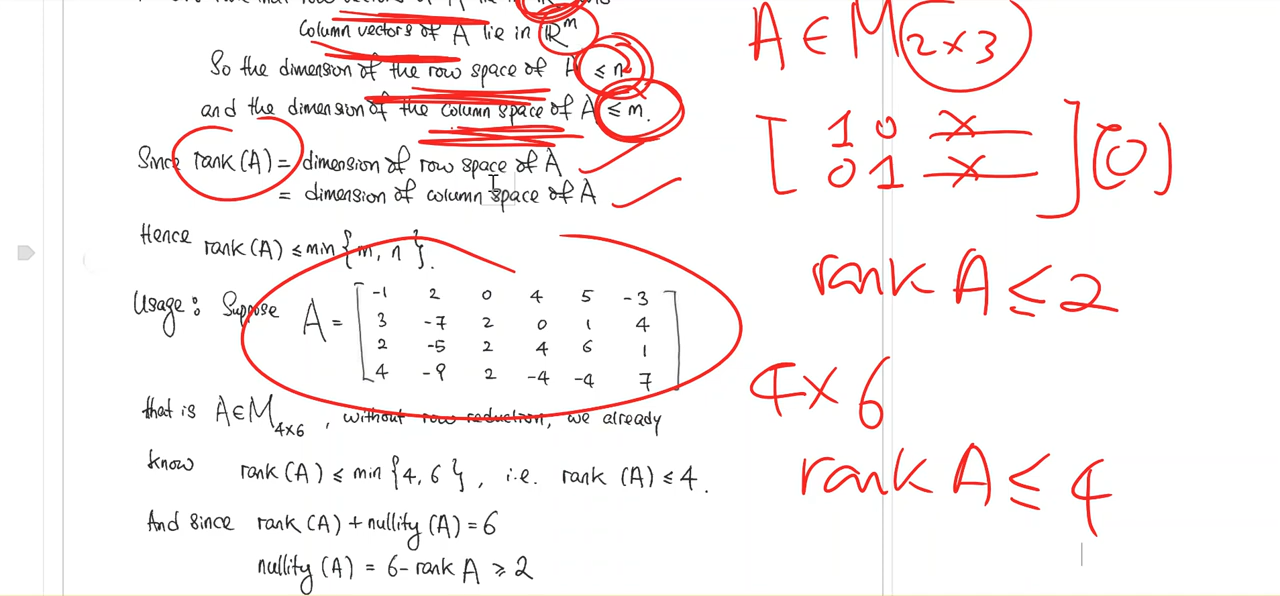 Column vectors of A lie in ℝ^m
So the dimension of the row space of A ≤ n
and the dimension of the column space of A ≤ m.
Since rank(A) = dimension of row space of A
= dimension of column space of A
Hence rank(A) ≤ min {m, n}.
Usage: Suppose A =
-1 2 0 4 5 -3
3 -7 2 0 1 4
2 -5 2 4 6 1
4 -9 2 -4 -4 7
that is A∈M₄ₓ₆, without row reduction, we already
know rank(A) ≤ min {4, 6}, i.e. rank (A) ≤ 4.
And since rank(A) + nullity(A) = 6
nullity(A) = 6 - rank A ≥ 2
A ∈ M 2×3
[ 1 0 x
0 1 x ] (0)
rank A ≤ 2
4×6
rank A ≤ 4